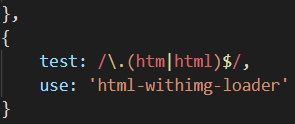 },
{
    test: /\.(htm|html)$/,
    use: 'html-withimg-loader'
}